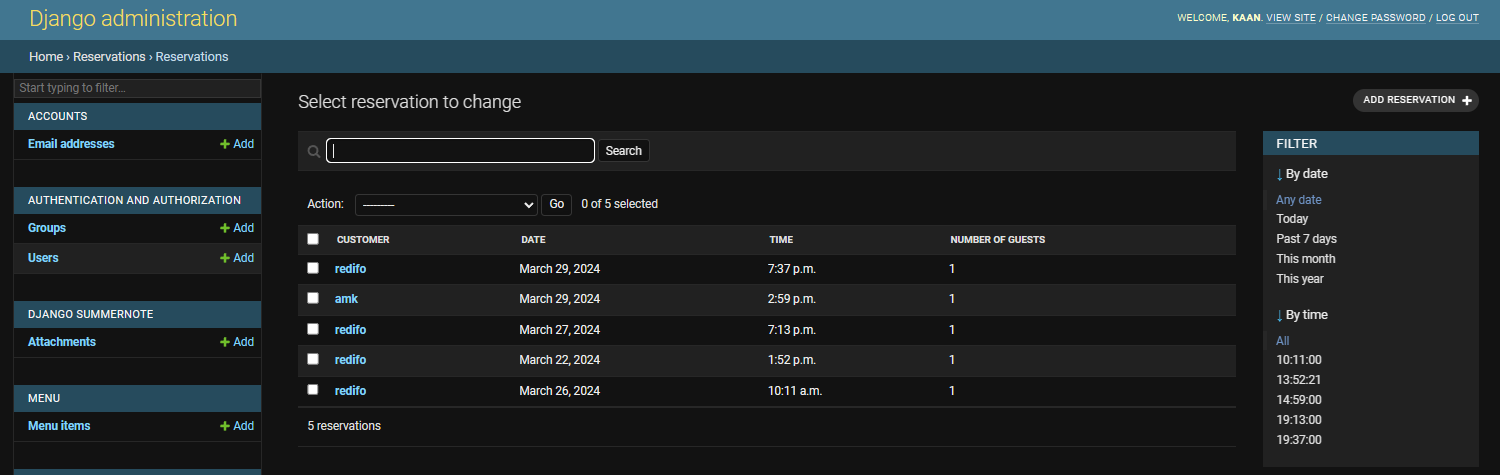 Django administration
WELCOME, KAAN. VIEW SITE / CHANGE PASSWORD / LOG OUT
Home › Reservations › Reservations
Start typing to filter...
ACCOUNTS
Email addresses + Add
AUTHENTICATION AND AUTHORIZATION
Groups + Add
Users + Add
DJANGO SUMMERNOTE
Attachments + Add
MENU
Menu items + Add
Select reservation to change
ADD RESERVATION +
Search
Action: --------- Go 0 of 5 selected
CUSTOMER DATE TIME NUMBER OF GUESTS
redifo March 29, 2024 7:37 p.m. 1
amk March 29, 2024 2:59 p.m. 1
redifo March 27, 2024 7:13 p.m. 1
redifo March 22, 2024 1:52 p.m. 1
redifo March 26, 2024 10:11 a.m. 1
5 reservations
FILTER
↓ By date
Any date
Today
Past 7 days
This month
This year
↓ By time
All
10:11:00
13:52:21
14:59:00
19:13:00
19:37:00